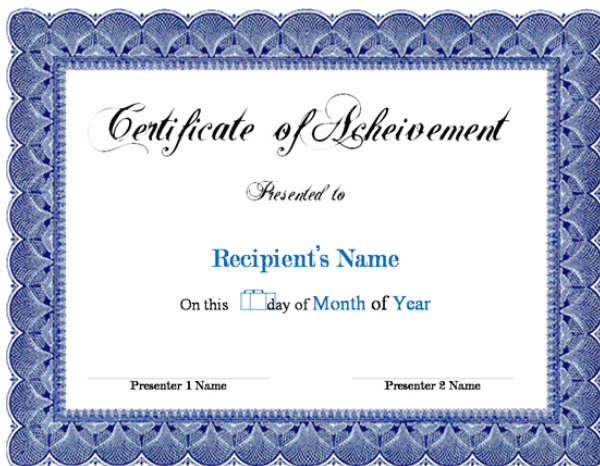 Certificate of Acheivement
Presented to
Recipient's Name
On this day of Month of Year
Presenter 1 Name Presenter 2 Name